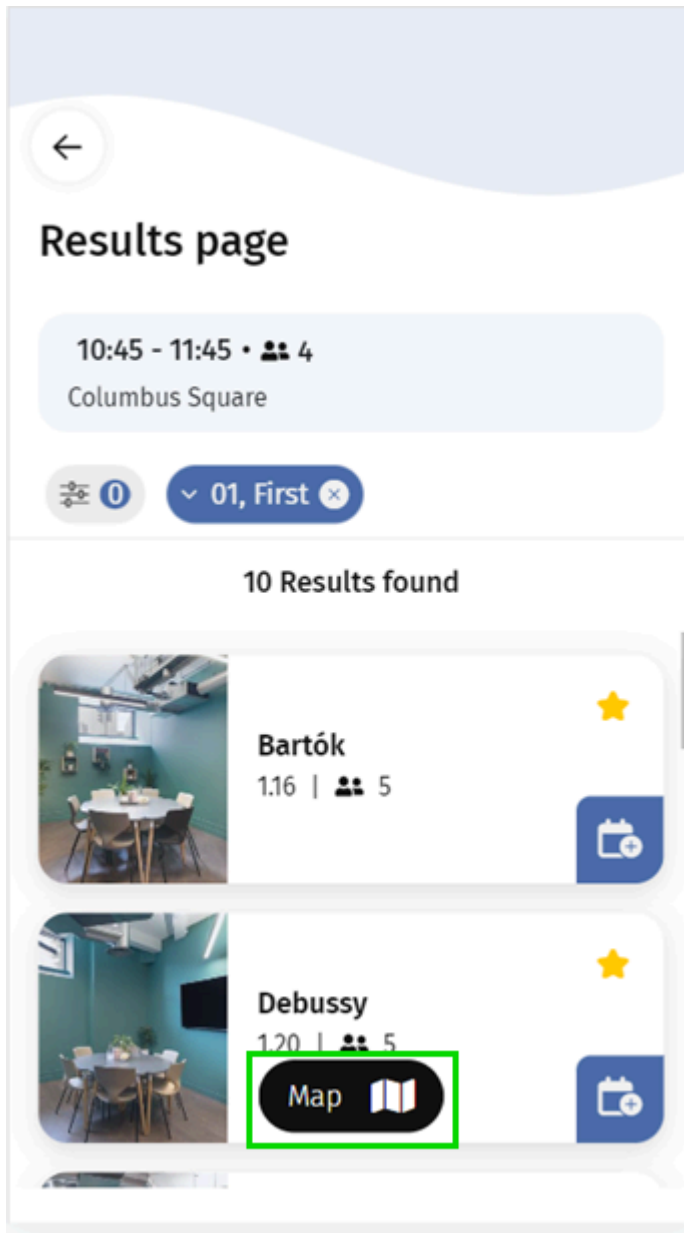 Results page
10:45 - 11:45 • 4
Columbus Square
0
01, First
10 Results found
Bartók
1.16 | 5
Debussy
1.20 | 5
Map